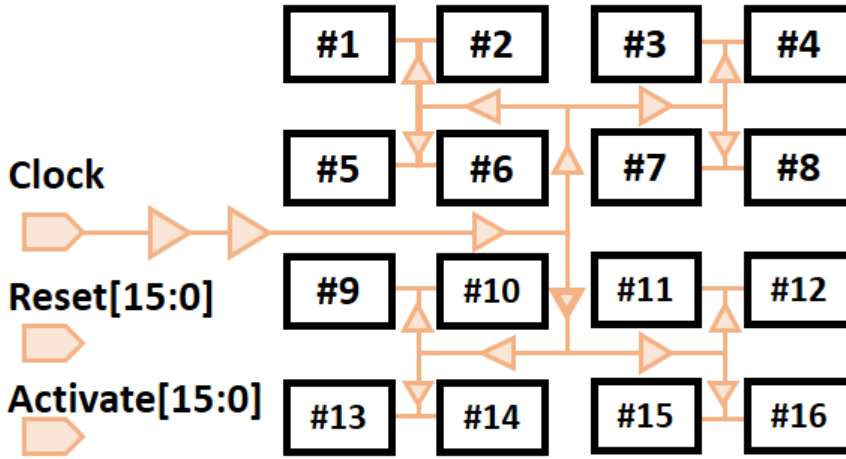 #1 #2 #3 #4
#5 #6 #7 #8
Clock
#9 #10 #11 #12
Reset[15:0]
Activate[15:0]
#13 #14 #15 #16